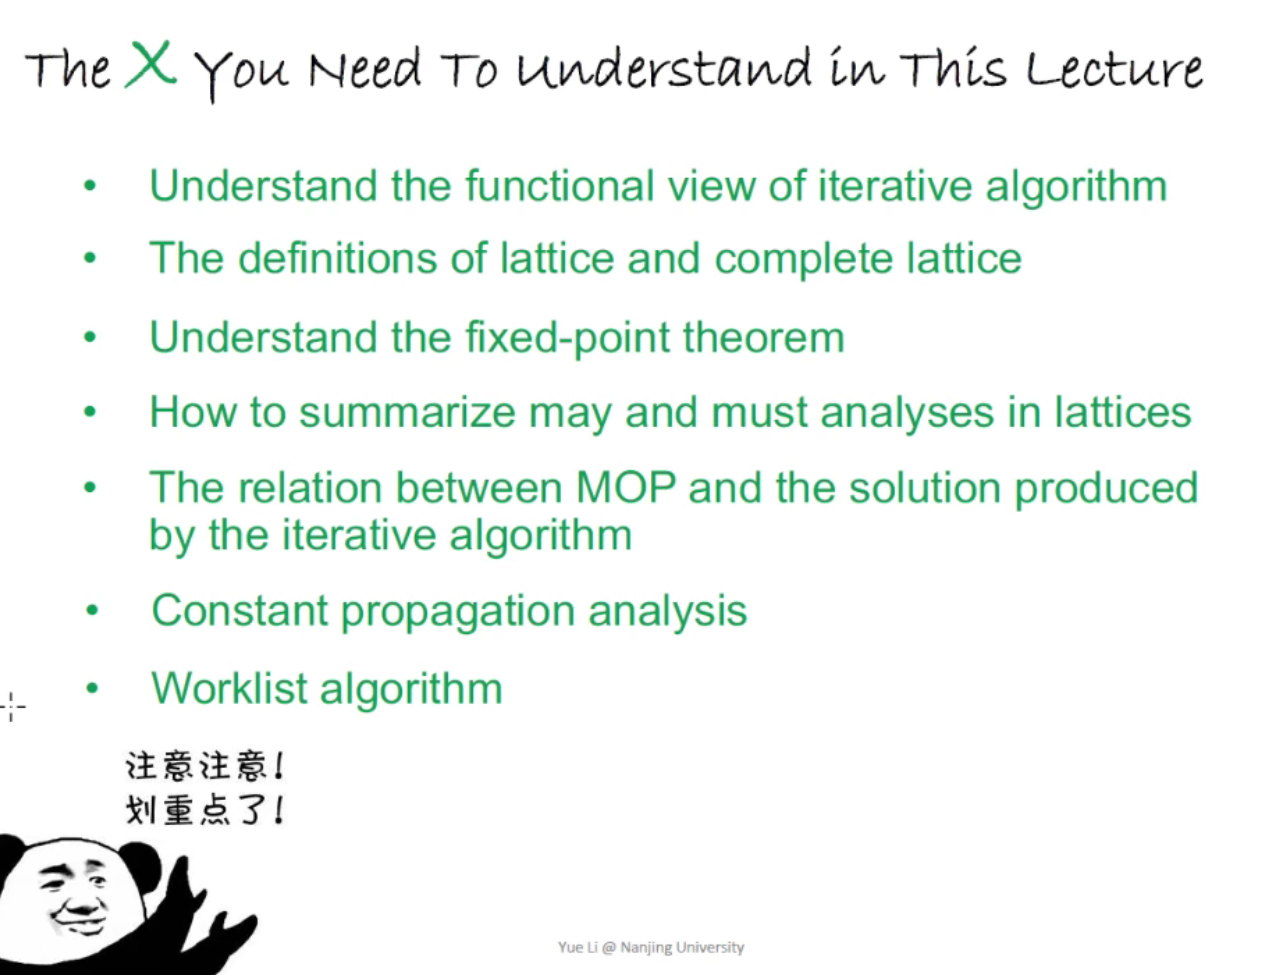 The X You Need To Understand in This Lecture
• Understand the functional view of iterative algorithm
• The definitions of lattice and complete lattice
• Understand the fixed-point theorem
• How to summarize may and must analyses in lattices
• The relation between MOP and the solution produced
by the iterative algorithm
• Constant propagation analysis
• Worklist algorithm
注意注意!
划重点了!
Yue Li @ Nanjing University